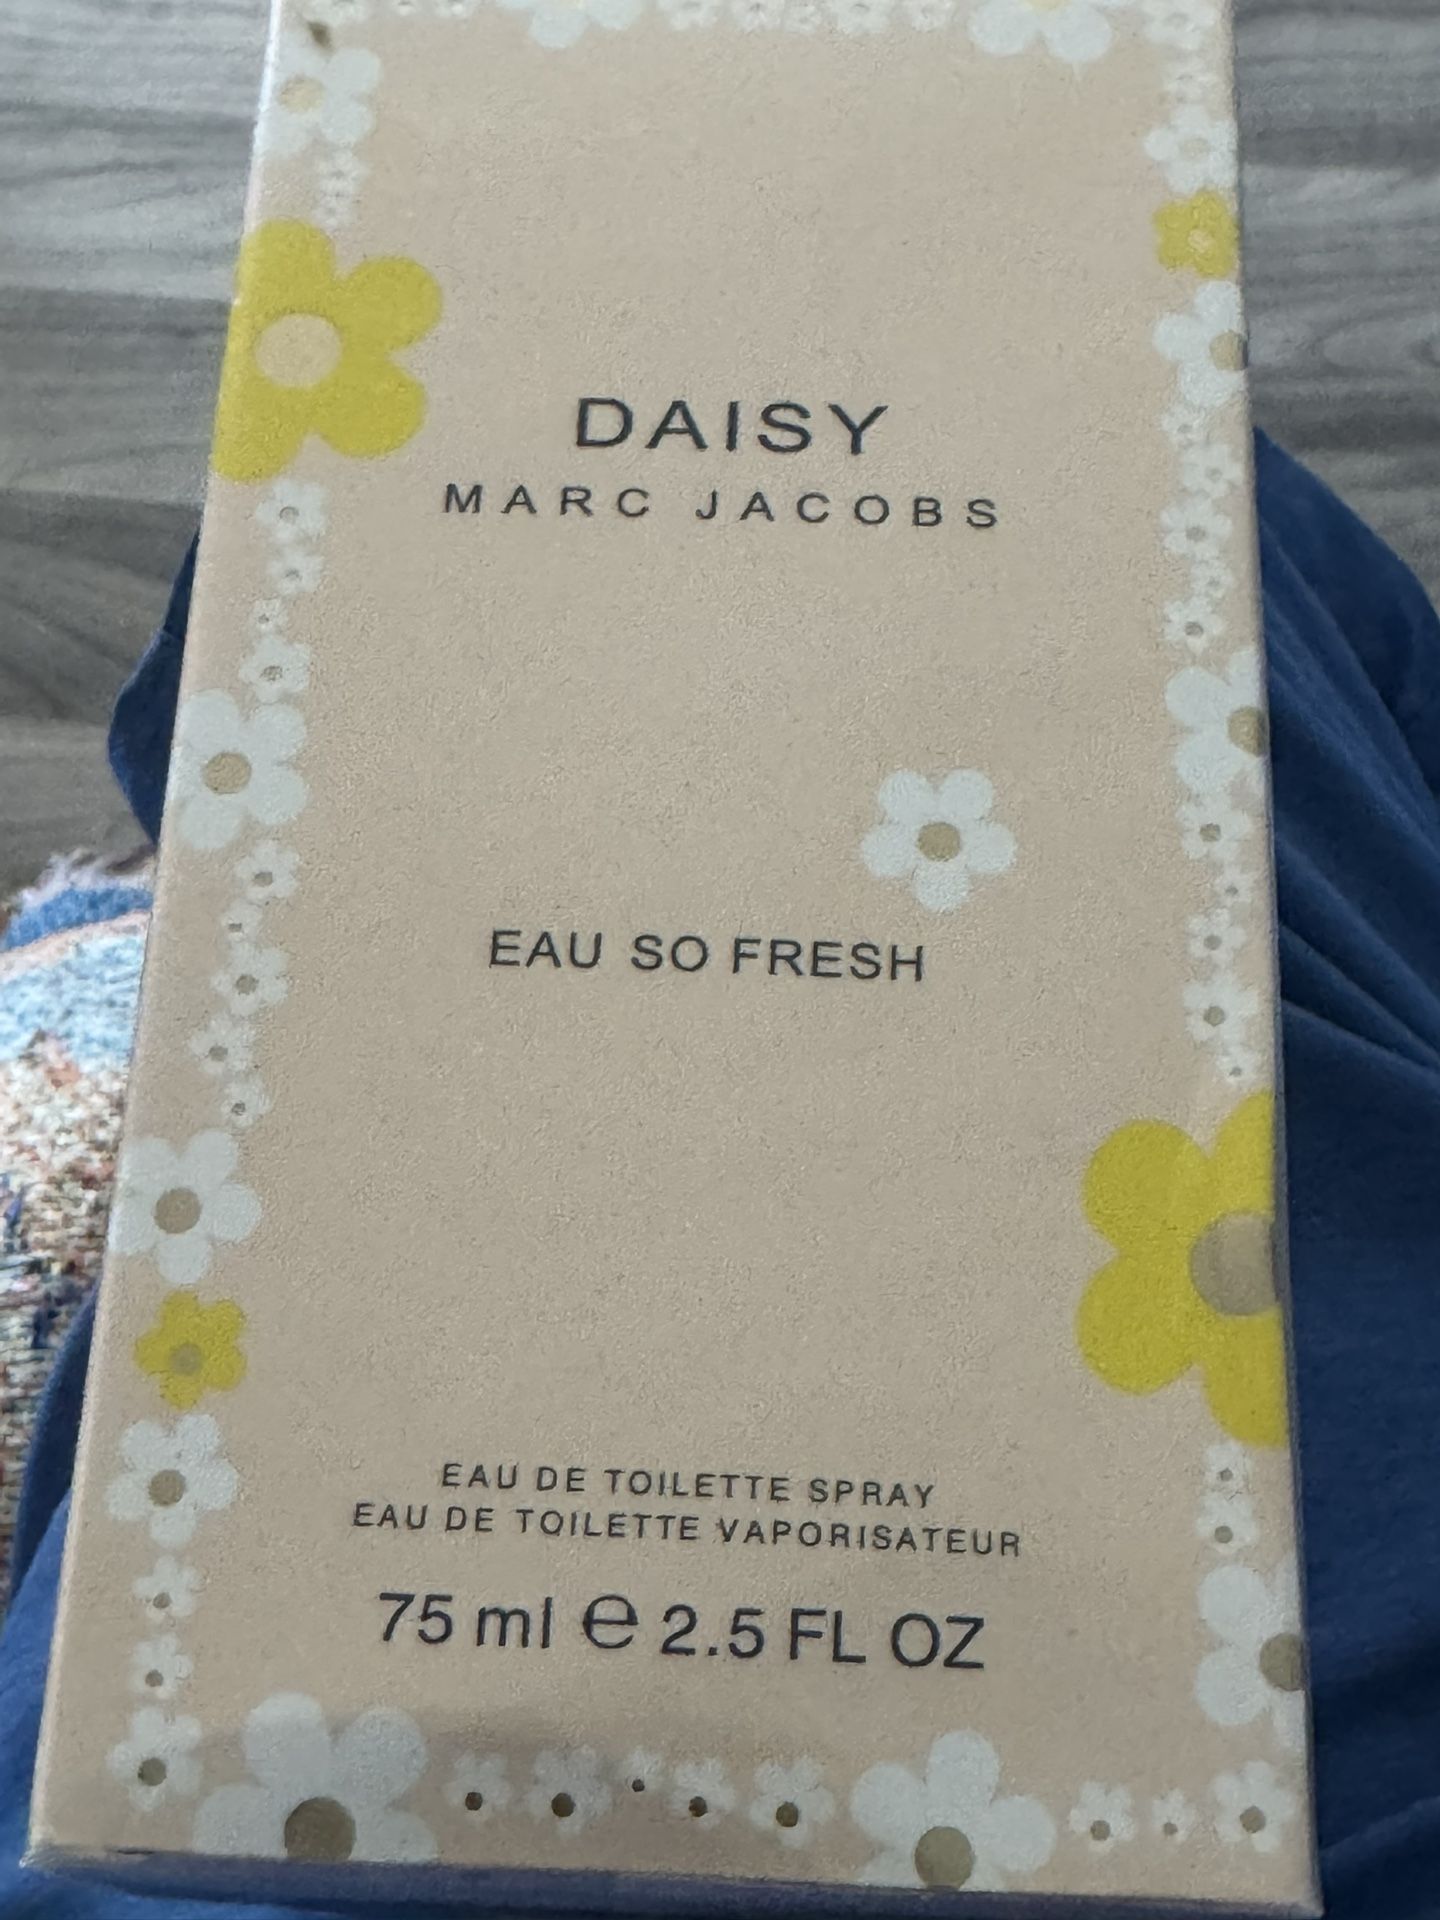 DAISY
MARC JACOBS
EAU SO FRESH
EAU DE TOILETTE SPRAY
EAU DE TOILETTE VAPORISATEUR
75 ml e 2.5 FL OZ